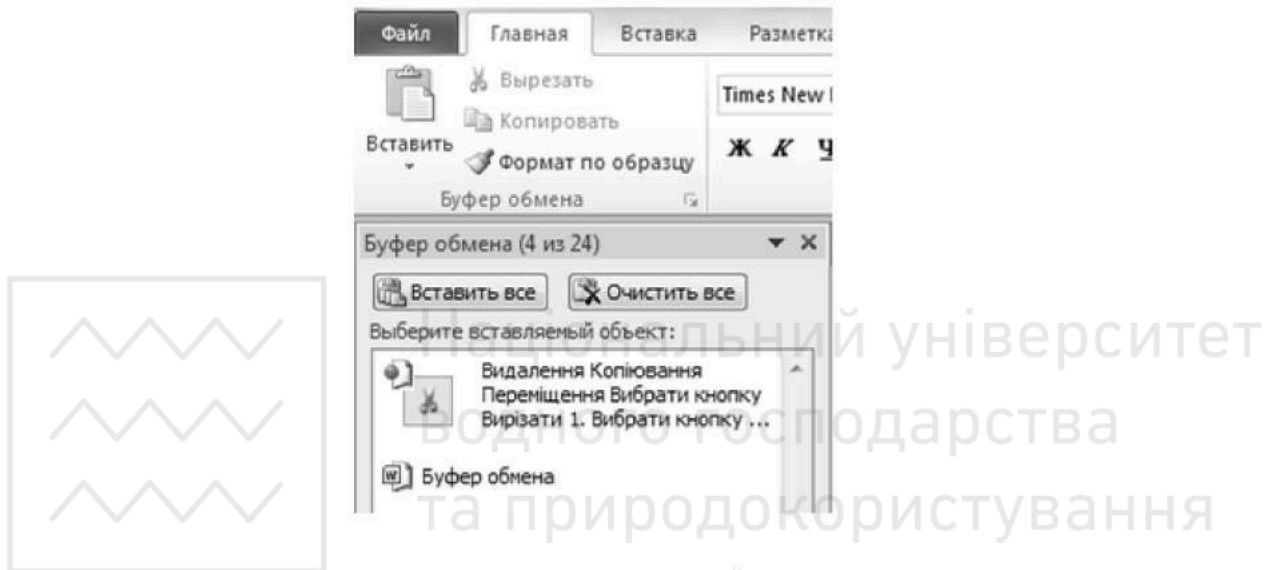 Файл Главная Вставка Разметка
Вырезать
Копировать
Вставить
Формат по образцу
Буфер обмена
Times New
Ж К Ч
Буфер обмена (4 из 24)
Вставить все Очистить все
Выберите вставляемый объект:
Видалення Копіювання
Переміщення Вибрати кнопку
Вирізати 1. Вибрати кнопку ...
Буфер обмена
Національний університет
водного господарства
та природокористування